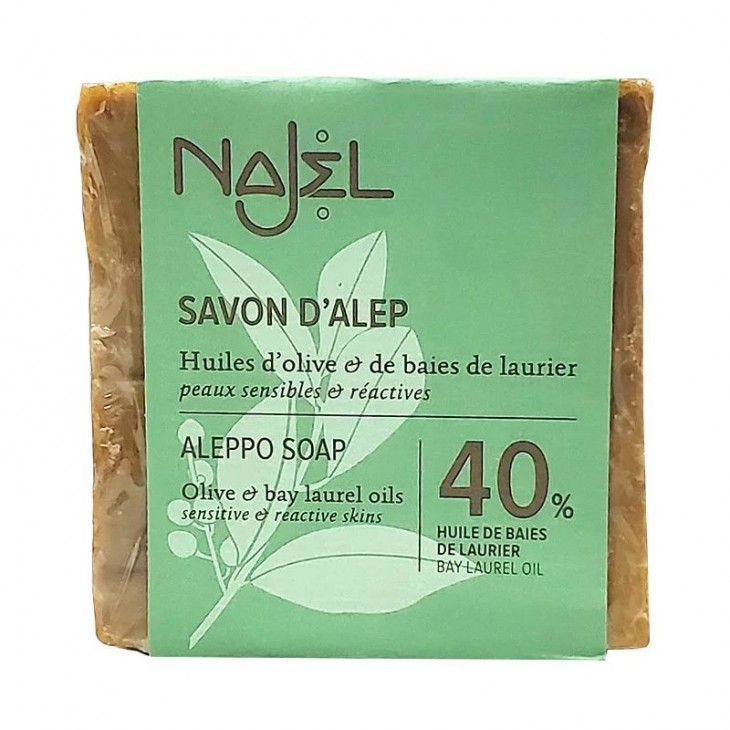 NAJEL
SAVON D'ALEP
Huiles d'olive & de baies de laurier
peaux sensibles & réactives
ALEPPO SOAP
Olive & bay laurel oils
sensitive & reactive skins
40%
HUILE DE BAIES
DE LAURIER
BAY LAUREL OIL